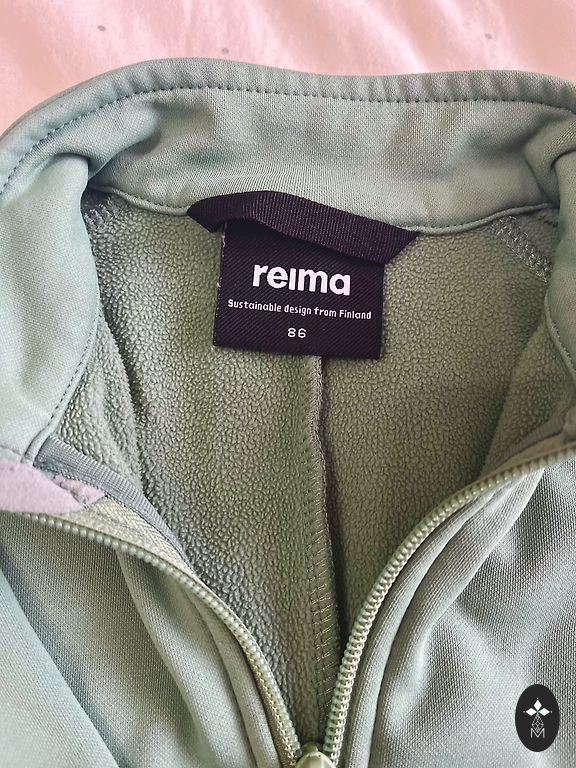 reima
Sustainable design from Finland
86
M